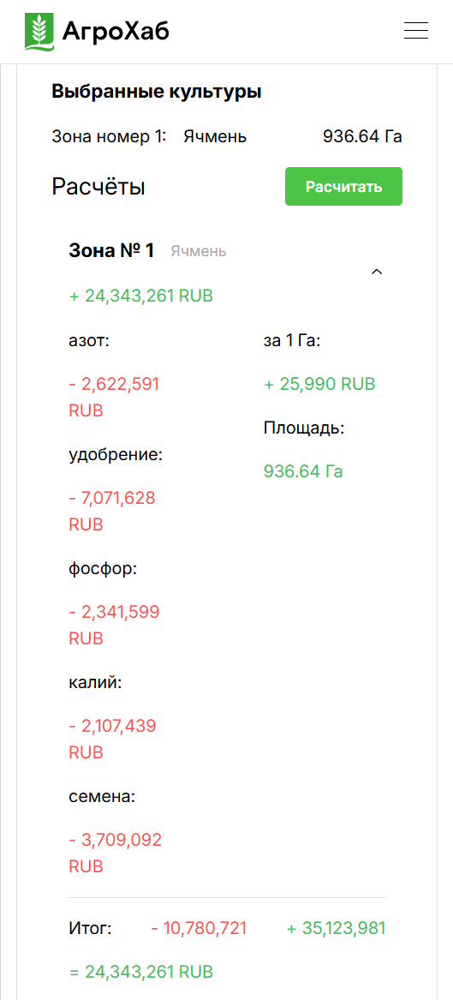 АгроХаб
Выбранные культуры
Зона номер 1: Ячмень 936.64 Га
Расчёты Расчитать
Зона № 1 Ячмень
+ 24,343,261 RUB
азот:
- 2,622,591
RUB
удобрение:
- 7,071,628
RUB
фосфор:
- 2,341,599
RUB
калий:
- 2,107,439
RUB
семена:
- 3,709,092
RUB
за 1 Га:
+ 25,990 RUB
Площадь:
936.64 Га
Итог: - 10,780,721 + 35,123,981
= 24,343,261 RUB